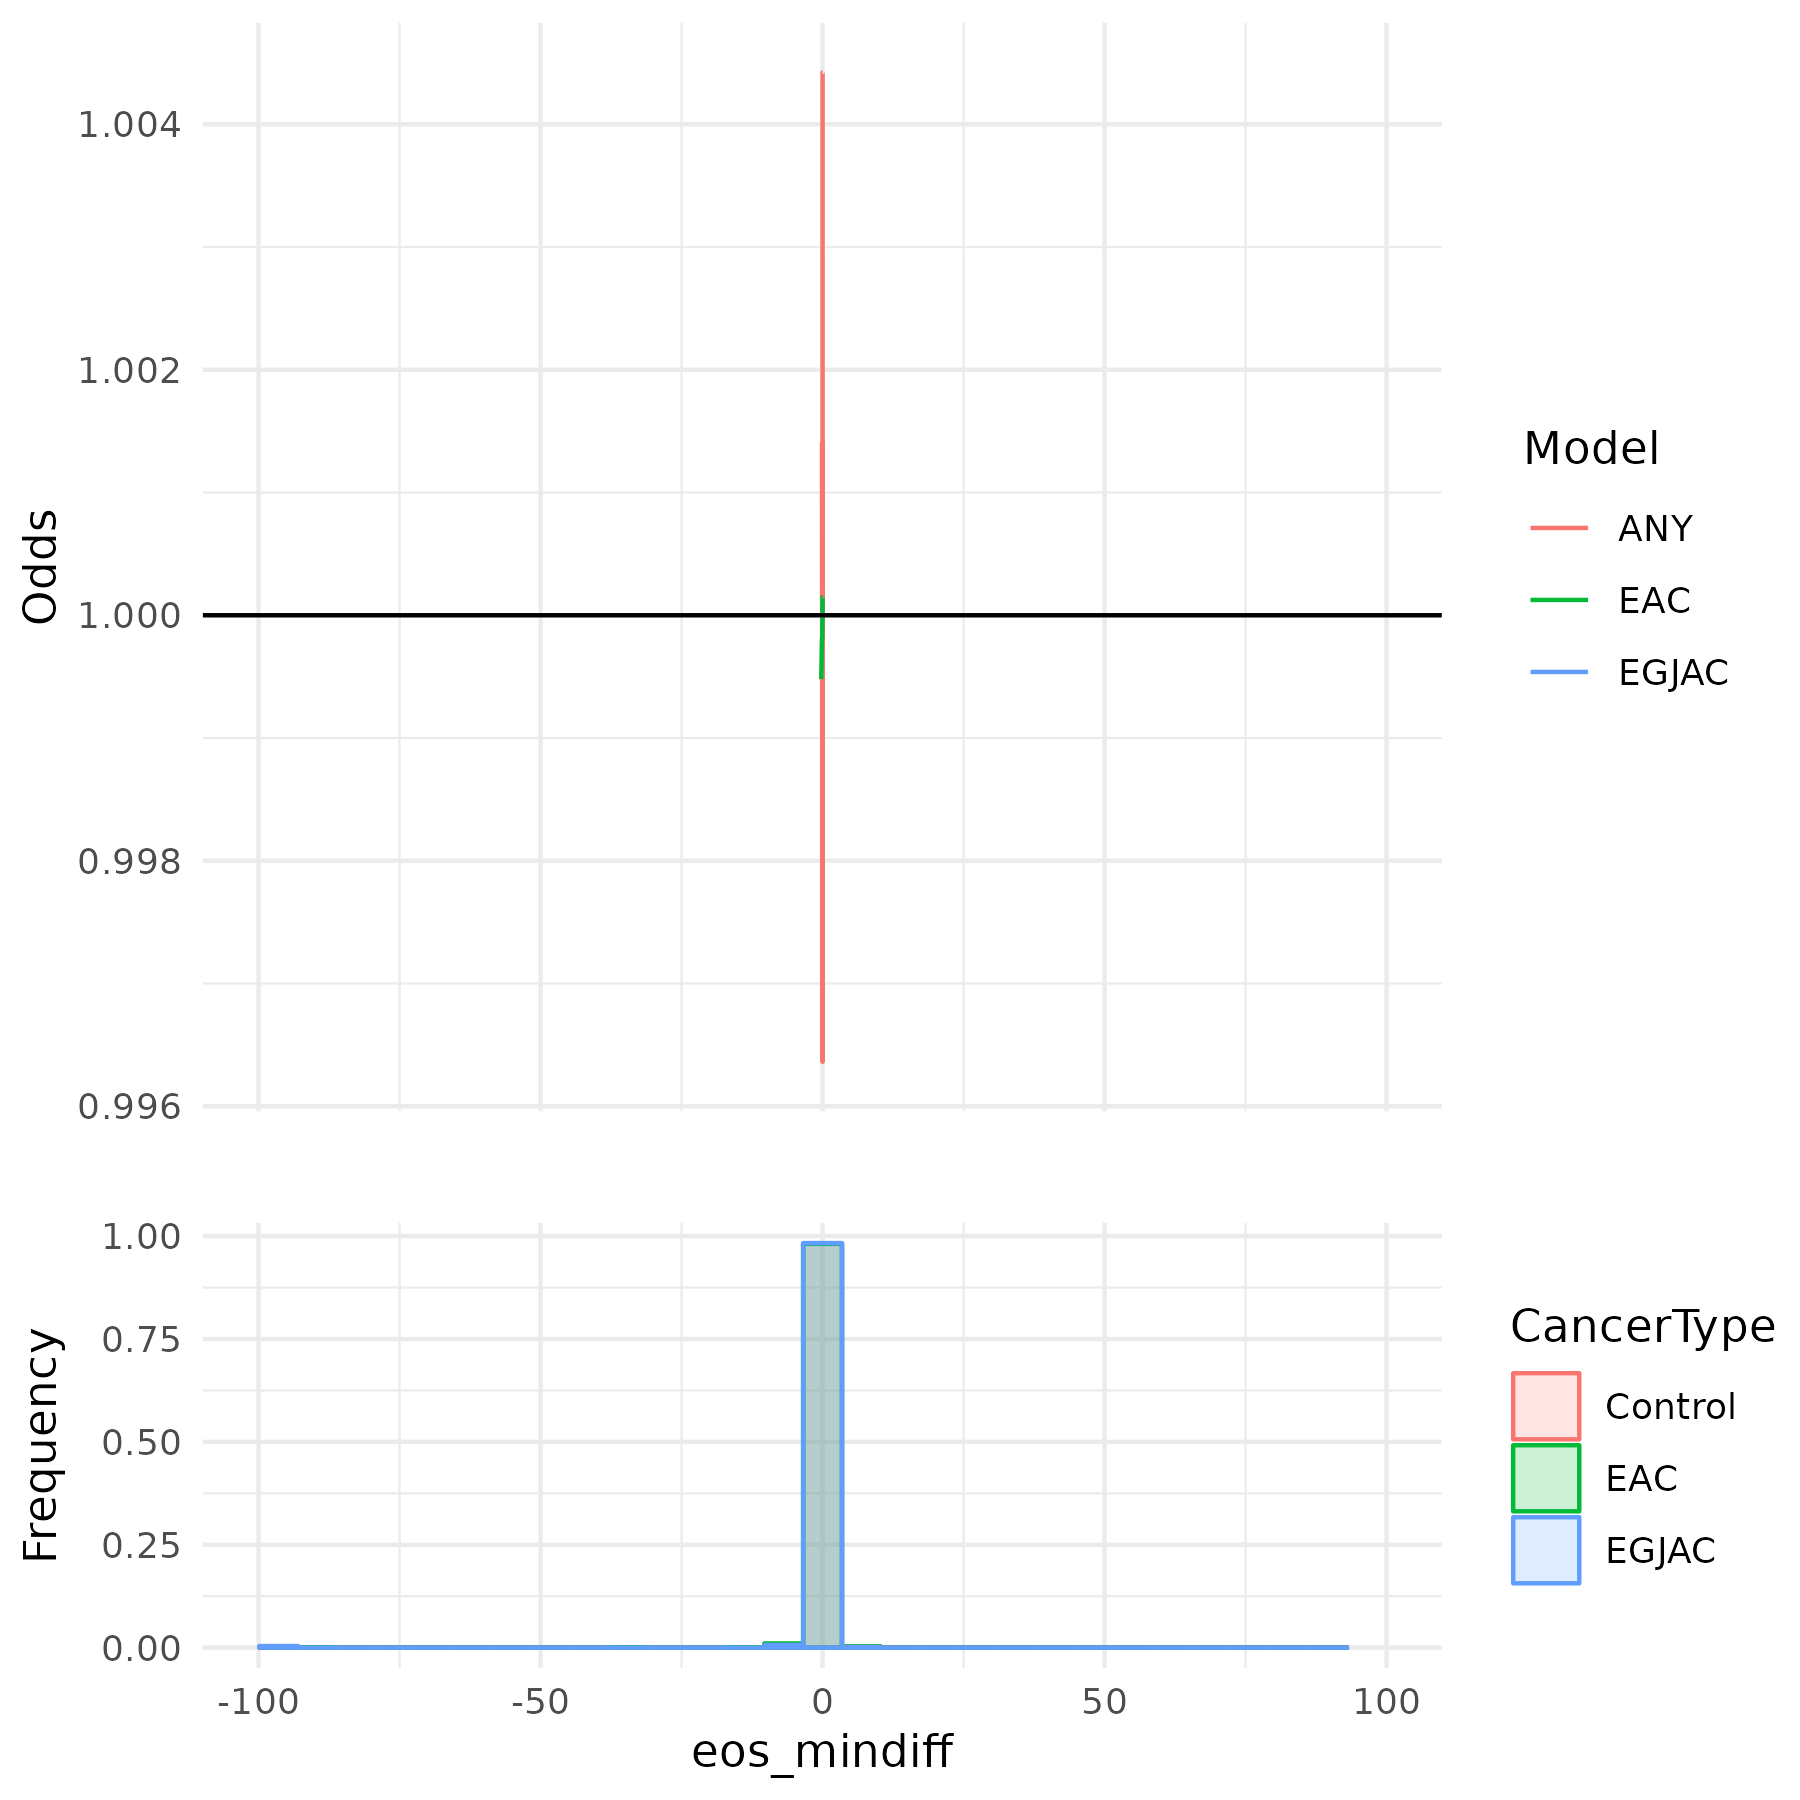 1.004
1.002
1.000
0.998
0.996
Odds
Model
ANY
EAC
EGJAC
1.00
0.75
0.50
0.25
0.00
Frequency
-100
-50
0
50
100
eos_mindiff
CancerType
Control
EAC
EGJAC